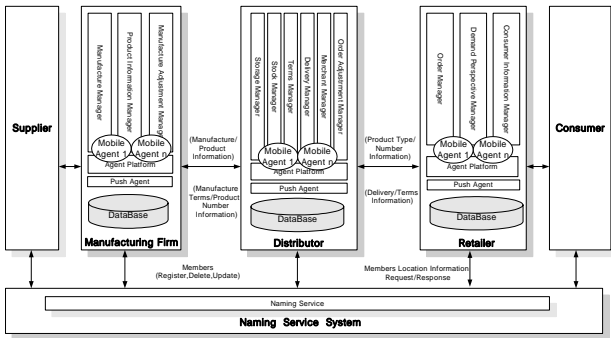 Supplier
Manufacture Manager
Product Information Manager
Manufacture Adjustment Manager
Mobile
Agent 1
Mobile
Agent n
Agent Platform
Push Agent
DataBase
Manufacturing Firm
(Manufacture/
Product
Information)
(Manufacture
Terms/Product
Number
Information)
Storage Manager
Stock Manager
Terms Manager
Delivery Manager
Merchant Manager
Order Adjustment Manager
Mobile
Agent 1
Mobile
Agent n
Agent Platform
Push Agent
DataBase
Distributor
(Product Type/
Number
Information)
(Delivery/Terms
Information)
Order Manager
Demand Perspective Manager
Consumer Information Manager
Mobile
Agent 1
Mobile
Agent n
Agent Platform
Push Agent
DataBase
Retailer
Consumer
Members
(Register,Delete,Update)
Members Location Information
Request/Response
Naming Service
Naming Service System